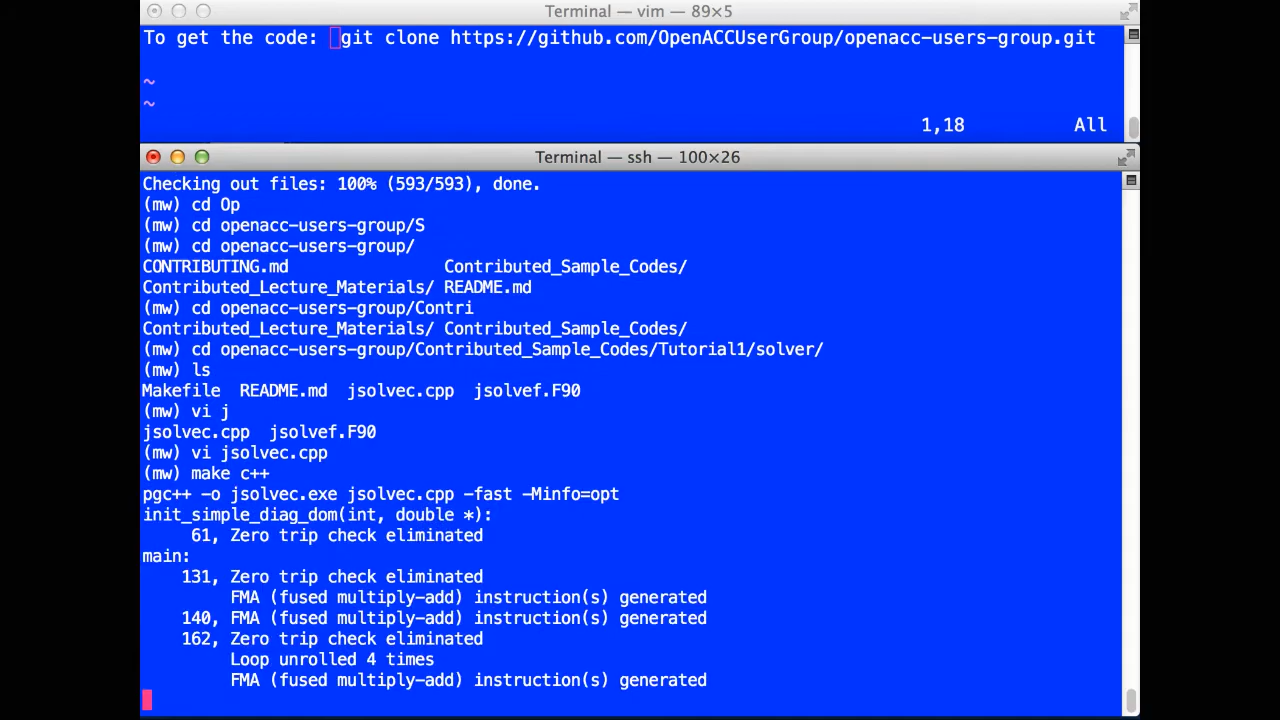 Terminal — vim — 89×5
To get the code: git clone https://github.com/OpenACCUserGroup/openacc-users-group.git
~
~
1,18 All
Terminal — ssh — 100×26
Checking out files: 100% (593/593), done.
(mw) cd Op
(mw) cd openacc-users-group/S
(mw) cd openacc-users-group/
CONTRIBUTING.md Contributed_Sample_Codes/
Contributed_Lecture_Materials/ README.md
(mw) cd openacc-users-group/Contri
Contributed_Lecture_Materials/ Contributed_Sample_Codes/
(mw) cd openacc-users-group/Contributed_Sample_Codes/Tutorial1/solver/
(mw) ls
Makefile README.md jsolvec.cpp jsolvef.F90
(mw) vi j
jsolvec.cpp jsolvef.F90
(mw) vi jsolvec.cpp
(mw) make c++
pgc++ -o jsolvec.exe jsolvec.cpp -fast -Minfo=opt
init_simple_diag_dom(int, double *):
61, Zero trip check eliminated
main:
131, Zero trip check eliminated
FMA (fused multiply-add) instruction(s) generated
140, FMA (fused multiply-add) instruction(s) generated
162, Zero trip check eliminated
Loop unrolled 4 times
FMA (fused multiply-add) instruction(s) generated